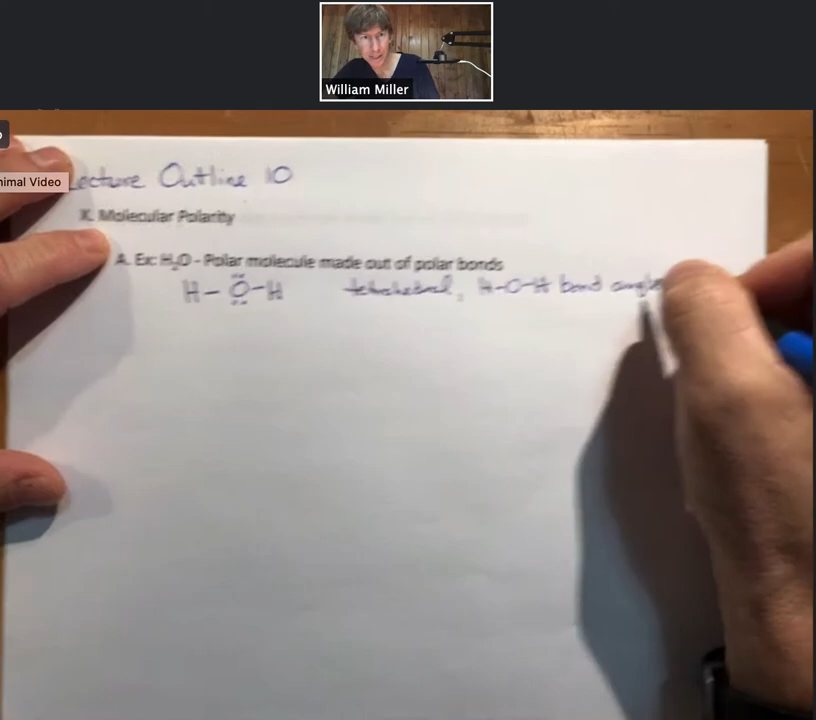 William Miller
nimal Video
Lecture Outline 10
X. Molecular Polarity
A. Ex: H₂O - Polar molecule made out of polar bonds
H - Ö - H tetrahedral, H-O-H bond angle